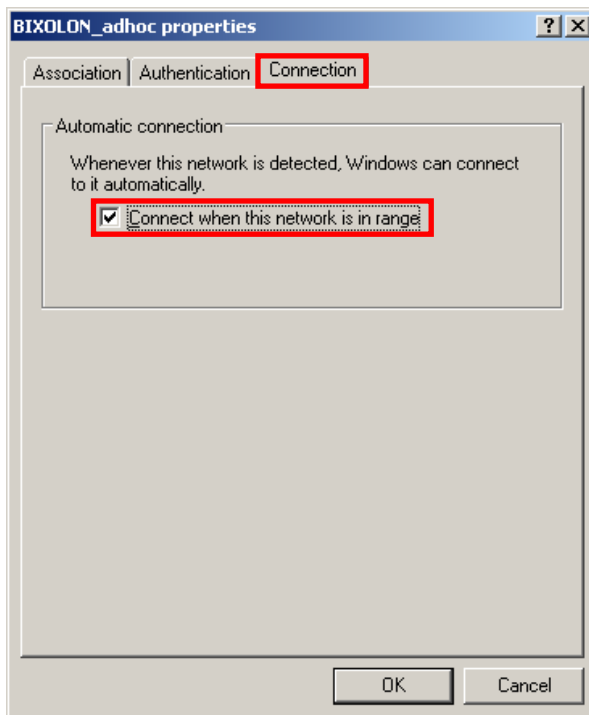 BIXOLON_adhoc properties
Association Authentication Connection
Automatic connection
Whenever this network is detected, Windows can connect
to it automatically.
Connect when this network is in range
OK Cancel